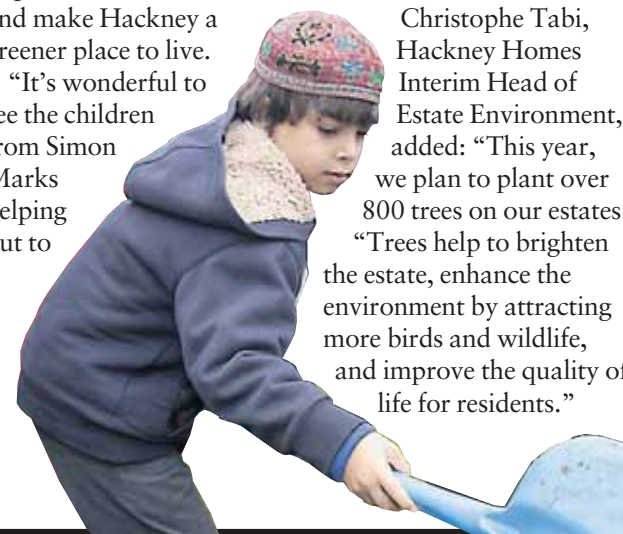 nd make Hackney a
reener place to live.
“It’s wonderful to
ee the children
rom Simon
Marks
elping
ut to
Christophe Tabi,
Hackney Homes
Interim Head of
Estate Environment,
added: “This year,
we plan to plant over
800 trees on our estates
“Trees help to brighten
the estate, enhance the
environment by attracting
more birds and wildlife,
and improve the quality of
life for residents.”